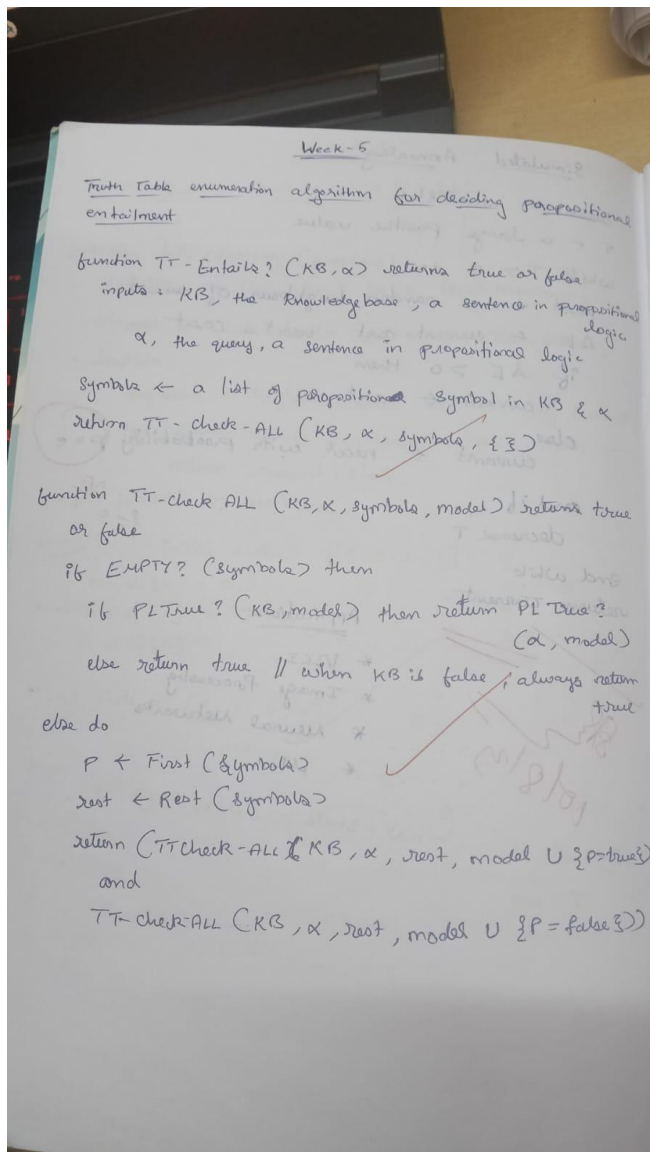 Week-5
Truth Table enumeration algorithm for deciding propositional
entailment
function TT-Entails? (KB, α) returns true or false
inputs: KB, the Knowledgebase, a sentence in propositional
logic
α, the query, a sentence in propositional logic
Symbols ← a list of proposition Symbol in KB & α
return TT-check-ALL (KB, α, symbols, { })
function TT-check ALL (KB, α, symbols, model) returns true
or false
if EMPTY? (symbols) then
if PLTrue? (KB, model) then return PL True?
(α, model)
else return true // when KB is false, always return
true
else do
P ← First (Symbols)
rest ← Rest (symbols)
return (TTCheck-ALL (KB, α, rest, model ∪ {P=true})
and
TT-check-ALL (KB, α, rest, model ∪ {P = false}))